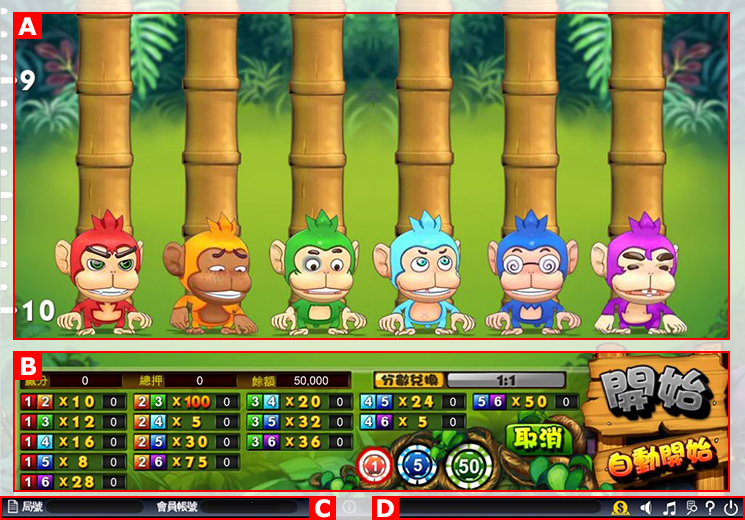 A
9
10
B
贏分 0 總押 0 餘額 50,000 分數兌換 1:1
1 2 x 10 0 2 3 x 100 0 3 4 x 20 0 4 5 x 24 0 5 6 x 50 0
1 3 x 12 0 2 4 x 5 0 3 5 x 32 0 4 6 x 5 0
1 4 x 16 0 2 5 x 30 0 3 6 x 36 0
1 5 x 8 0 2 6 x 75 0
1 6 x 28 0
1 5 50
取消
開始
自動開始
局號 會員帳號 C D
$ ?